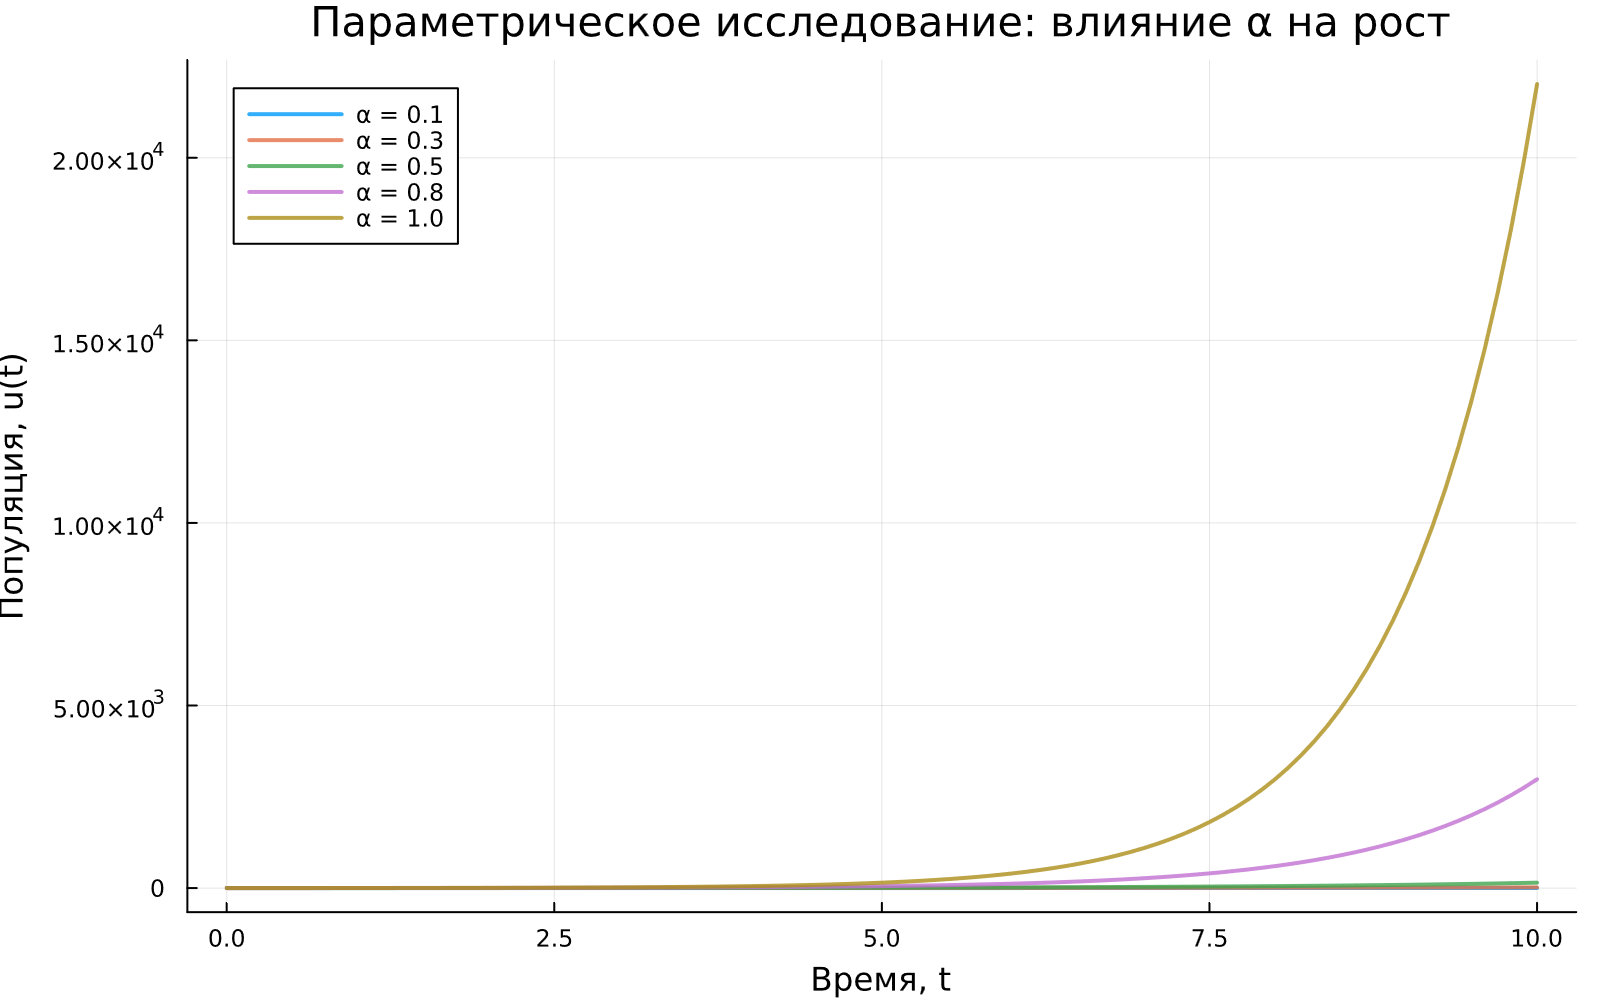 Параметрическое исследование: влияние α на рост
α = 0.1
α = 0.3
α = 0.5
α = 0.8
α = 1.0
Популяция, u(t)
2.00×10⁴
1.50×10⁴
1.00×10⁴
5.00×10³
0
0.0 2.5 5.0 7.5 10.0
Время, t